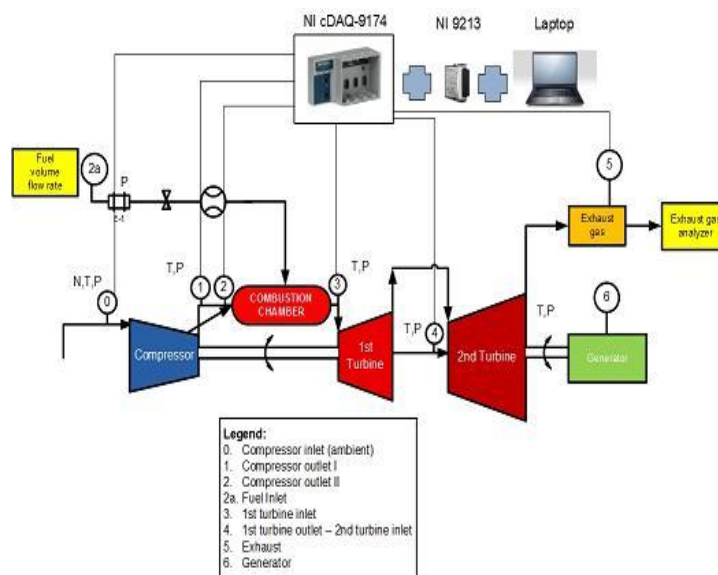 NI cDAQ-9174
NI 9213
Laptop
Fuel
volume
flow rate
2a
P
5
Exhaust
gas
Exhaust gas
analyzer
N,T,P
T,P
T,P
0
1
2
3
COMBUSTION
CHAMBER
T,P
4
T,P
6
Compressor
1st
Turbine
2nd Turbine
Generator
Legend:
0. Compressor inlet (ambient)
1. Compressor outlet I
2. Compressor outlet II
2a. Fuel Inlet
3. 1st turbine inlet
4. 1st turbine outlet – 2nd turbine inlet
5. Exhaust
6. Generator